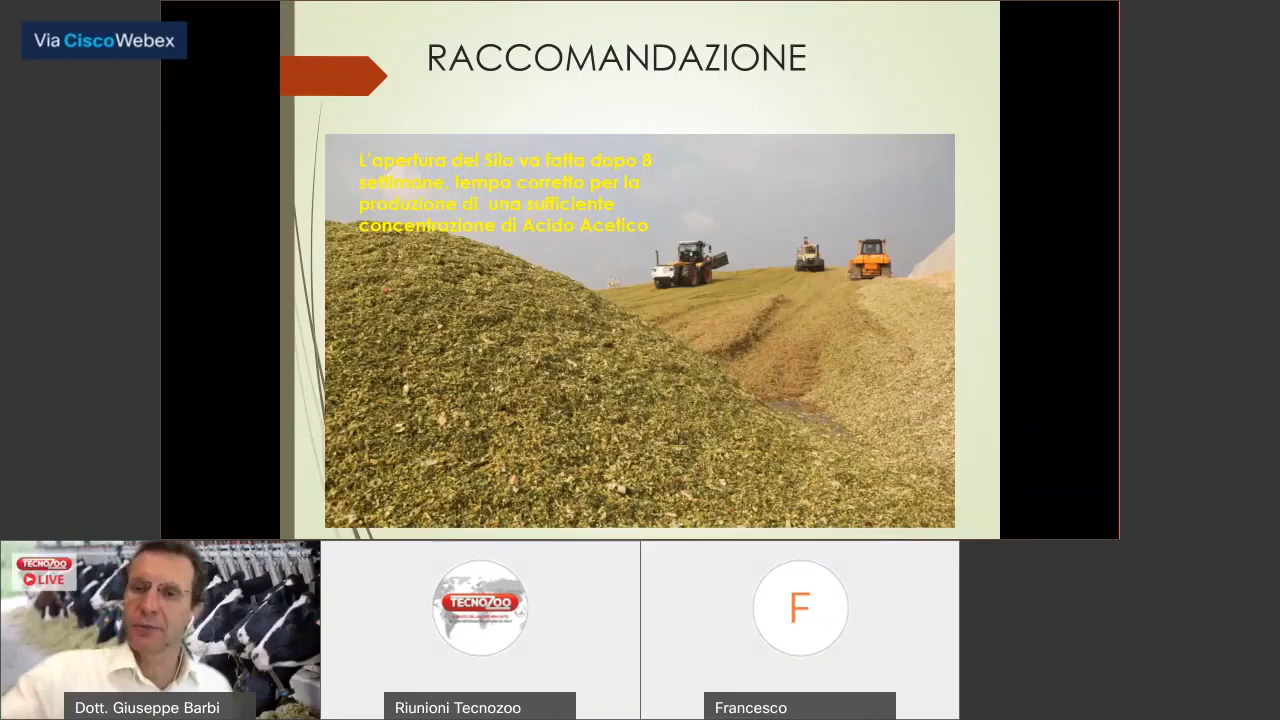 Via CiscoWebex
RACCOMANDAZIONE
L'apertura del Silo va fatta dopo 8
settimane, tempo corretto per la
produzione di una sufficiente
concentrazione di Acido Acetico
TECNOZOO
LIVE
TECNOZOO
F
Dott. Giuseppe Barbi
Riunioni Tecnozoo
Francesco